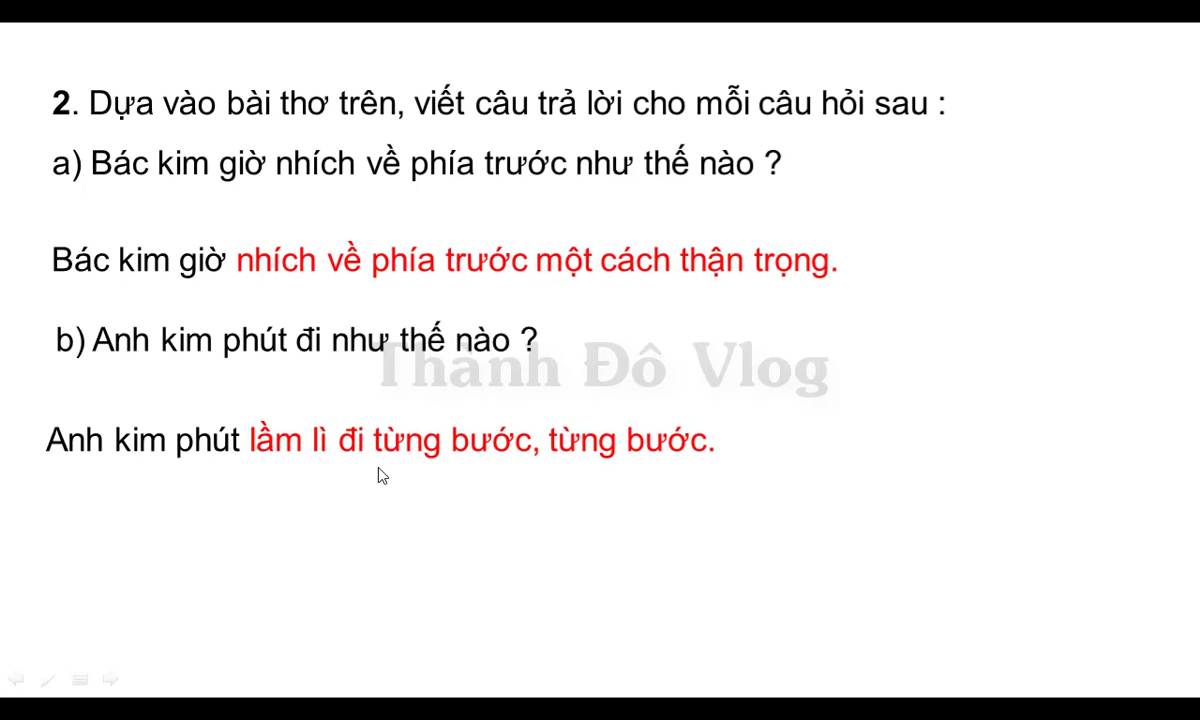 2. Dựa vào bài thơ trên, viết câu trả lời cho mỗi câu hỏi sau :
a) Bác kim giờ nhích về phía trước như thế nào ?
Bác kim giờ nhích về phía trước một cách thận trọng.
b) Anh kim phút đi như thế nào ?
Thành Đô Vlog
Anh kim phút lầm lì đi từng bước, từng bước.